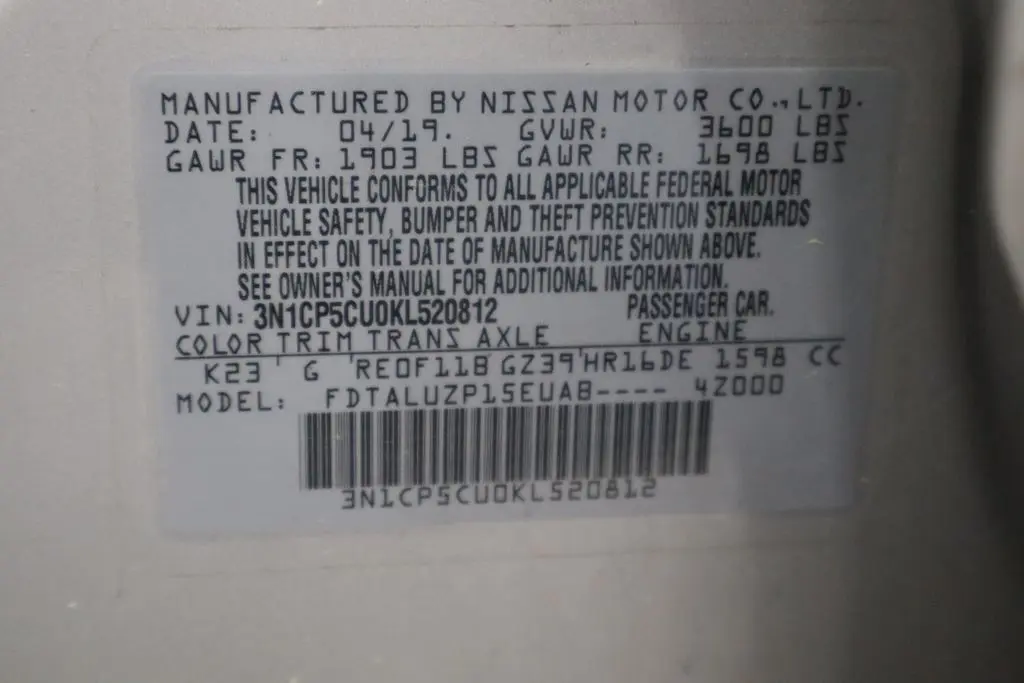 MANUFACTURED BY NISSAN MOTOR CO., LTD.
DATE: 04/19. GVWR: 3600 LBS
GAWR FR: 1903 LBS GAWR RR: 1698 LBS
THIS VEHICLE CONFORMS TO ALL APPLICABLE FEDERAL MOTOR
VEHICLE SAFETY, BUMPER AND THEFT PREVENTION STANDARDS
IN EFFECT ON THE DATE OF MANUFACTURE SHOWN ABOVE.
SEE OWNER'S MANUAL FOR ADDITIONAL INFORMATION.
VIN: 3N1CP5CU0KL520812 PASSENGER CAR.
COLOR TRIM TRANS AXLE ENGINE
K23 ' G 'RE0F11B GZ39'HR16DE 1598 CC
MODEL: FDTALUZP15EUAB---- 4Z000
3N1CP5CU0KL520812